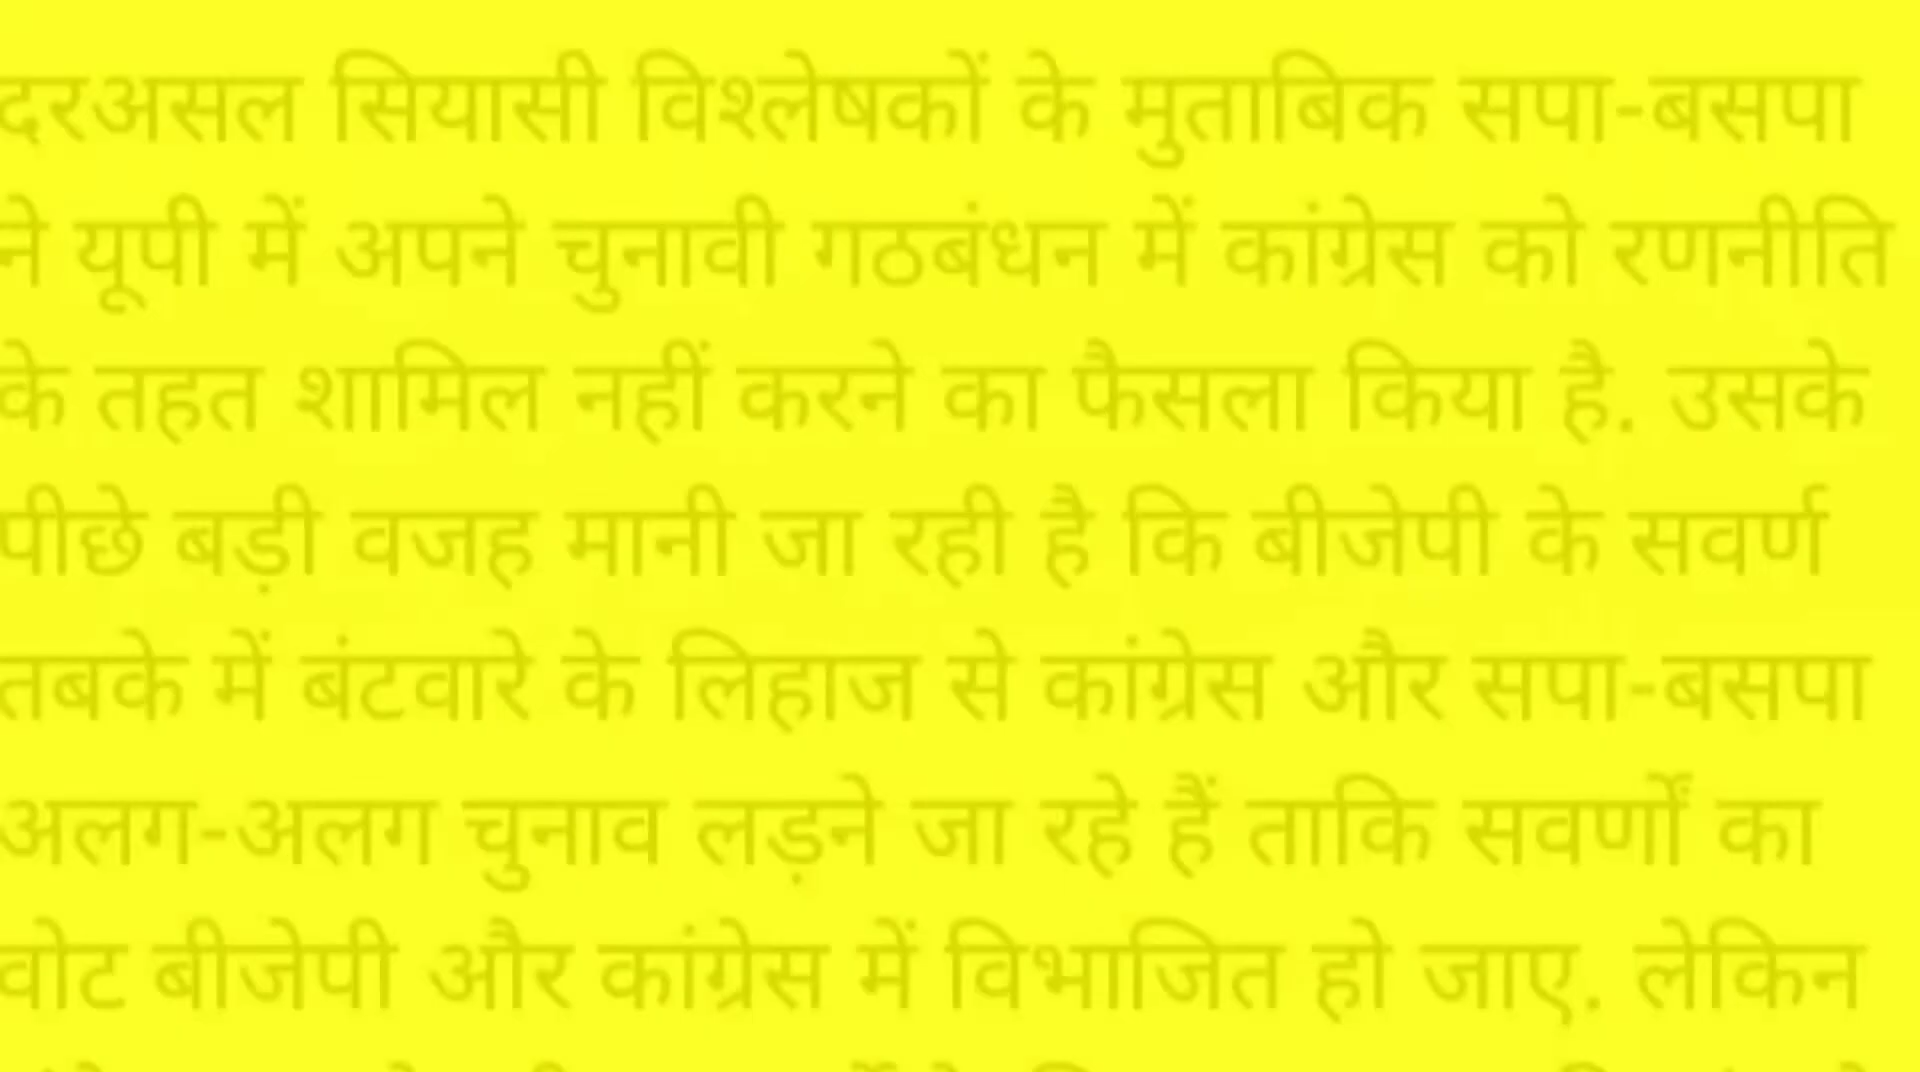 दरअसल सियासी विश्लेषकों के मुताबिक सपा-बसपा
ने यूपी में अपने चुनावी गठबंधन में कांग्रेस को रणनीति
के तहत शामिल नहीं करने का फैसला किया है. उसके
पीछे बड़ी वजह मानी जा रही है कि बीजेपी के सवर्ण
तबके में बंटवारे के लिहाज से कांग्रेस और सपा-बसपा
अलग-अलग चुनाव लड़ने जा रहे हैं ताकि सवर्णों का
वोट बीजेपी और कांग्रेस में विभाजित हो जाए. लेकिन